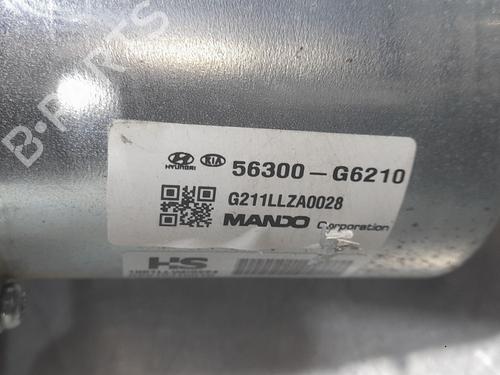 B-PARTS
HYUNDAI KIA 56300-G6210
G211LLZA0028
MANDO Corporation
HS